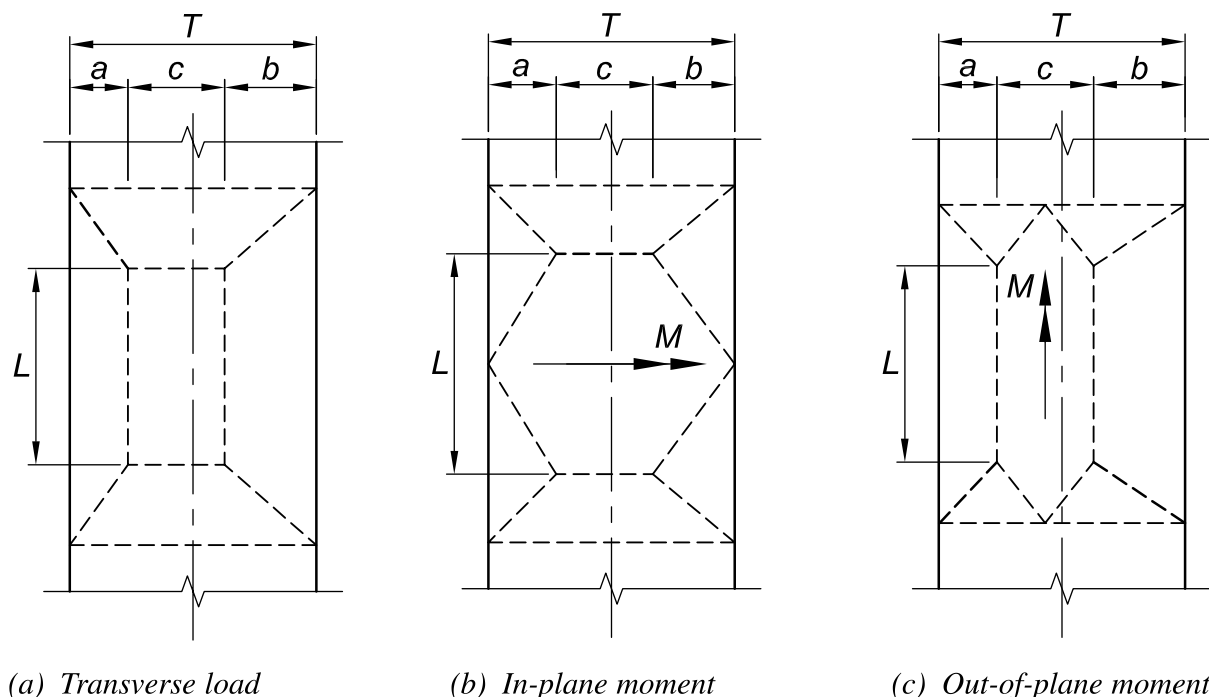 T
a c b
L
(a) Transverse load
T
a c b
M
L
(b) In-plane moment
T
a c b
M
L
(c) Out-of-plane moment